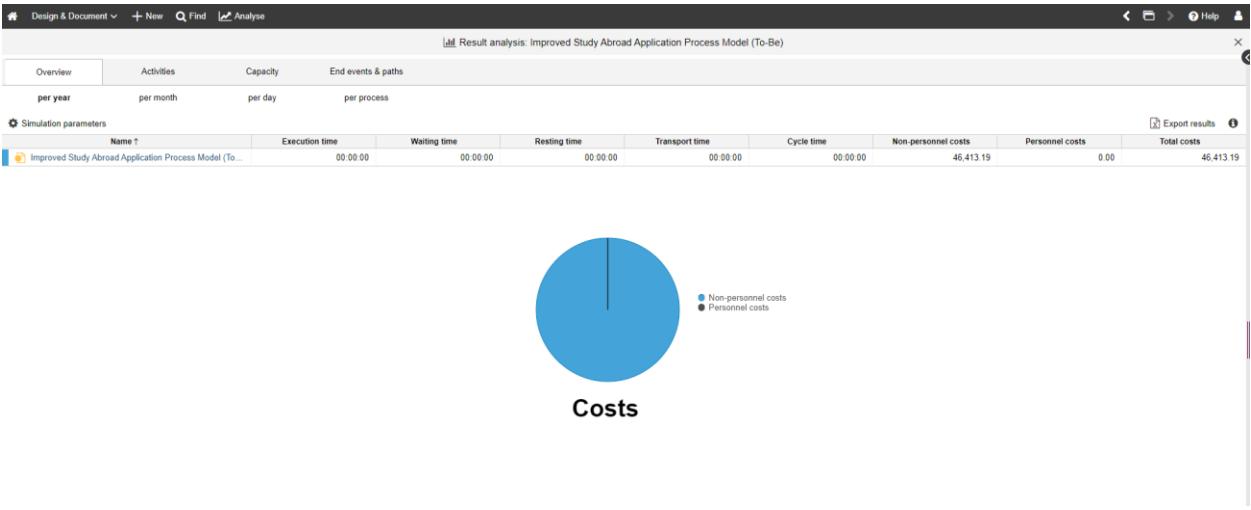 Design & Document New Find Analyse Help
Result analysis: Improved Study Abroad Application Process Model (To-Be)
Overview Activities Capacity End events & paths
per year per month per day per process
Simulation parameters Export results
Name ↑ Execution time Waiting time Resting time Transport time Cycle time Non-personnel costs Personnel costs Total costs
Improved Study Abroad Application Process Model (To... 00:00:00 00:00:00 00:00:00 00:00:00 00:00:00 46,413.19 0.00 46,413.19
Non-personnel costs
Personnel costs
Costs